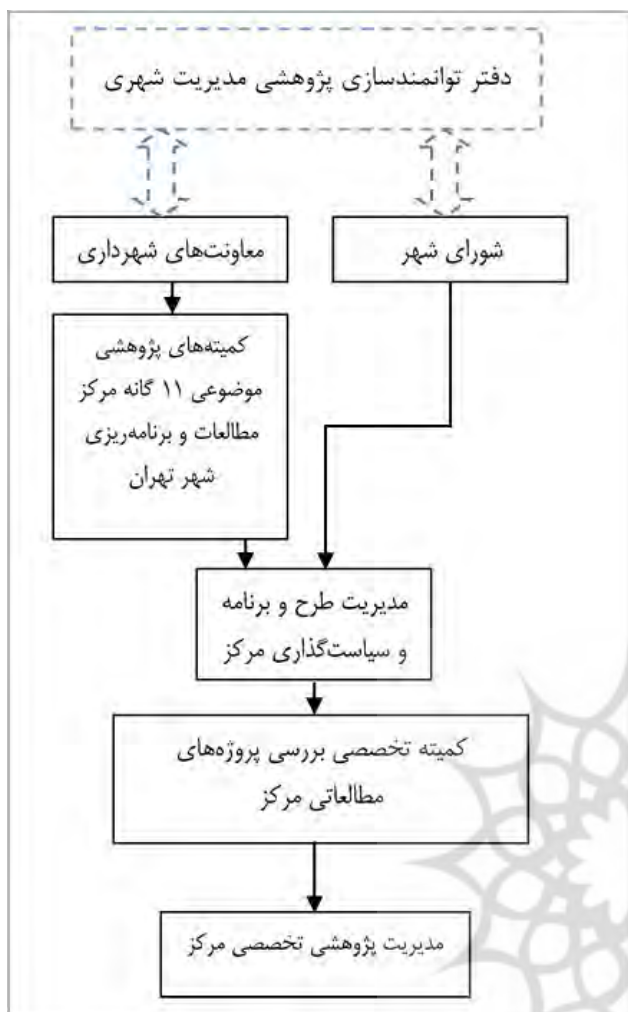 دفتر توانمندسازی پژوهشی مدیریت شهری
شورای شهر
معاونت‌های شهرداری
کمیته‌های پژوهشی
موضوعی ۱۱ گانه مرکز
مطالعات و برنامه‌ریزی
شهر تهران
مدیریت طرح و برنامه
و سیاست‌گذاری مرکز
کمیته تخصصی بررسی پروژه‌های
مطالعاتی مرکز
مدیریت پژوهشی تخصصی مرکز